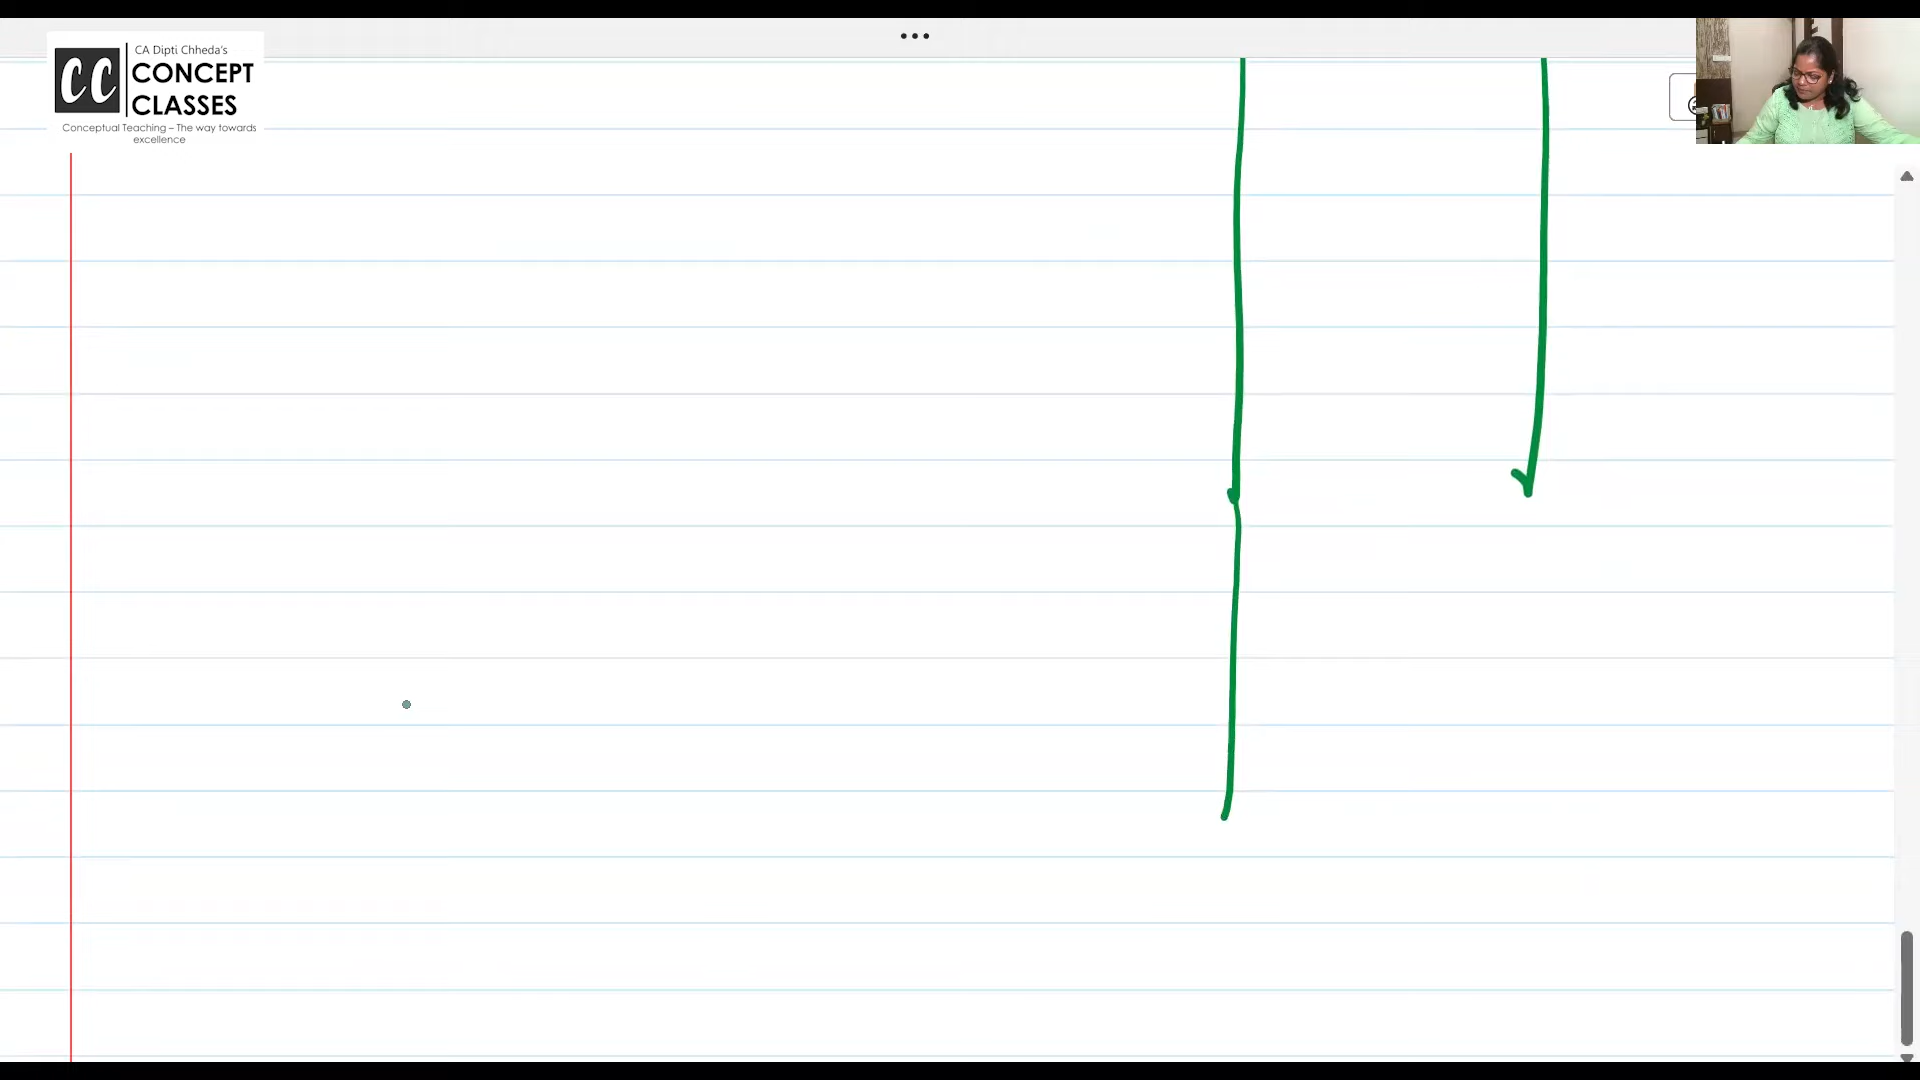 CA Dipti Chheda's
CC
CONCEPT
CLASSES
Conceptual Teaching – The way towards
excellence